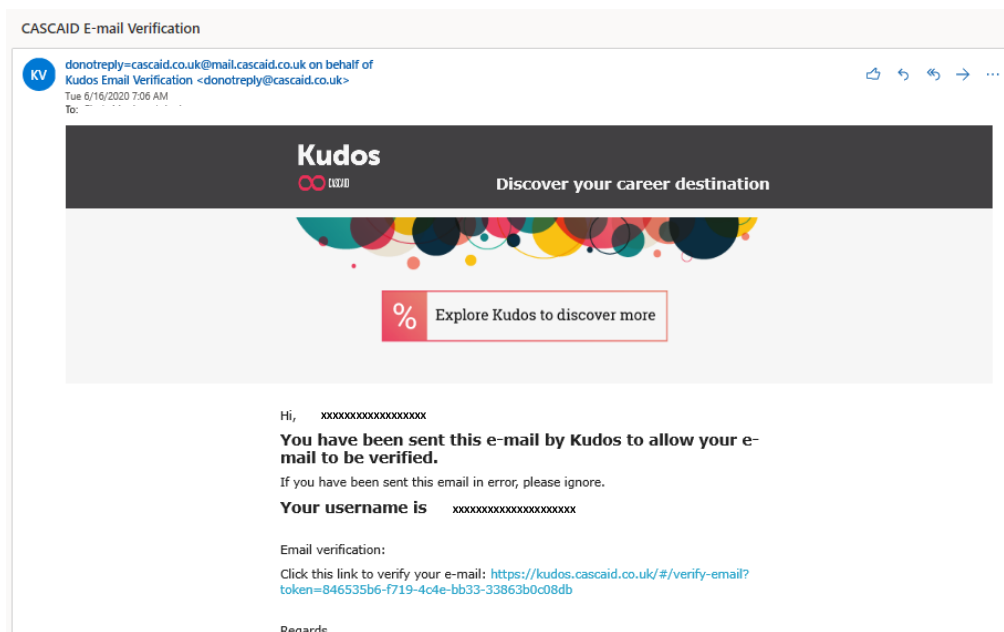 CASCAID E-mail Verification
KV
donotreply=cascaid.co.uk@mail.cascaid.co.uk on behalf of
Kudos Email Verification <donotreply@cascaid.co.uk>
Tue 6/16/2020 7:06 AM
To:
Kudos
CASCAID
Discover your career destination
% Explore Kudos to discover more
Hi, xxxxxxxxxxxxxxxxxx
You have been sent this e-mail by Kudos to allow your e-
mail to be verified.
If you have been sent this email in error, please ignore.
Your username is xxxxxxxxxxxxxxxxxxxxx
Email verification:
Click this link to verify your e-mail: https://kudos.cascaid.co.uk/#/verify-email?
token=846535b6-f719-4c4e-bb33-33863b0c08db
Regards